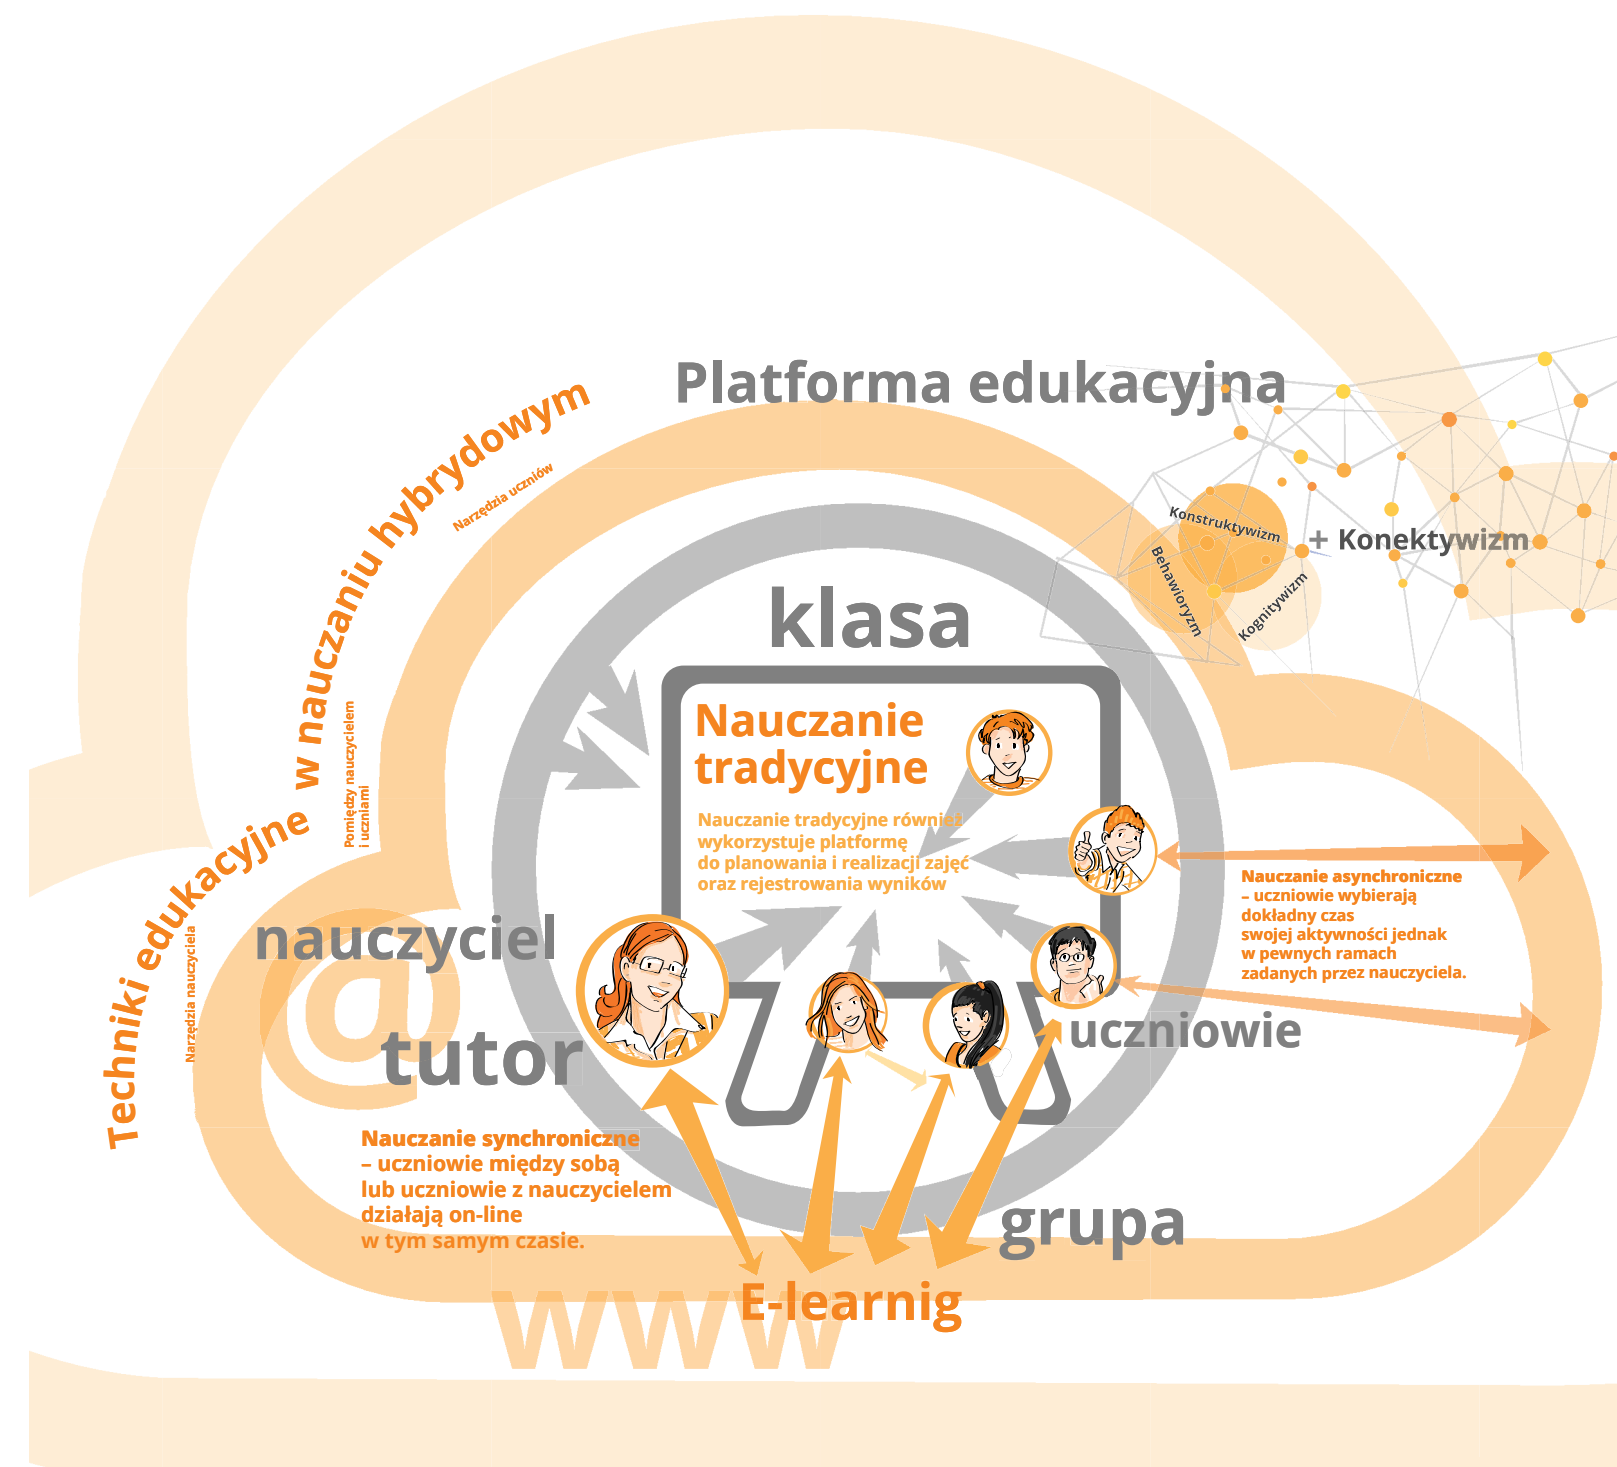 Platforma edukacyjna
Techniki edukacyjne w nauczaniu hybrydowym
Narzędzia uczniów
Pomiędzy nauczycielem
i uczniami
Narzędzia nauczyciela
Konstruktywizm
Behawioryzm
Kognitywizm
+ Konektywizm
klasa
Nauczanie
tradycyjne
Nauczanie tradycyjne również
wykorzystuje platformę
do planowania i realizacji zajęć
oraz rejestrowania wyników
Nauczanie asynchroniczne
– uczniowie wybierają
dokładny czas
swojej aktywności jednak
w pewnych ramach
zadanych przez nauczyciela.
nauczyciel
@
tutor
uczniowie
Nauczanie synchroniczne
– uczniowie między sobą
lub uczniowie z nauczycielem
działają on-line
w tym samym czasie.
grupa
E-learnig
www